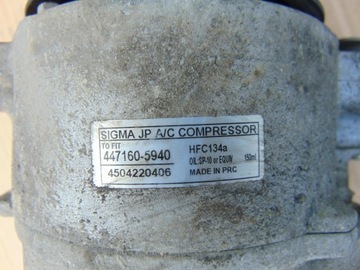 SIGMA JP A/C COMPRESSOR
TO FIT
447160-5940
HFC134a
OIL:SP-10 or EQUIV 150ml
4504220406
MADE IN PRC